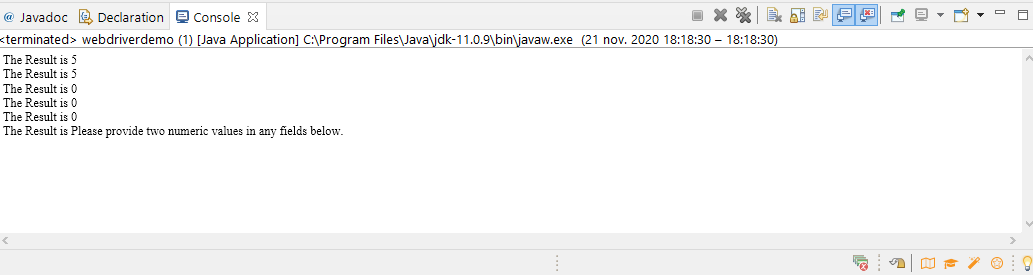 @ Javadoc Declaration Console
<terminated> webdriverdemo (1) [Java Application] C:\Program Files\Java\jdk-11.0.9\bin\javaw.exe (21 nov. 2020 18:18:30 – 18:18:30)
The Result is 5
The Result is 5
The Result is 0
The Result is 0
The Result is 0
The Result is Please provide two numeric values in any fields below.